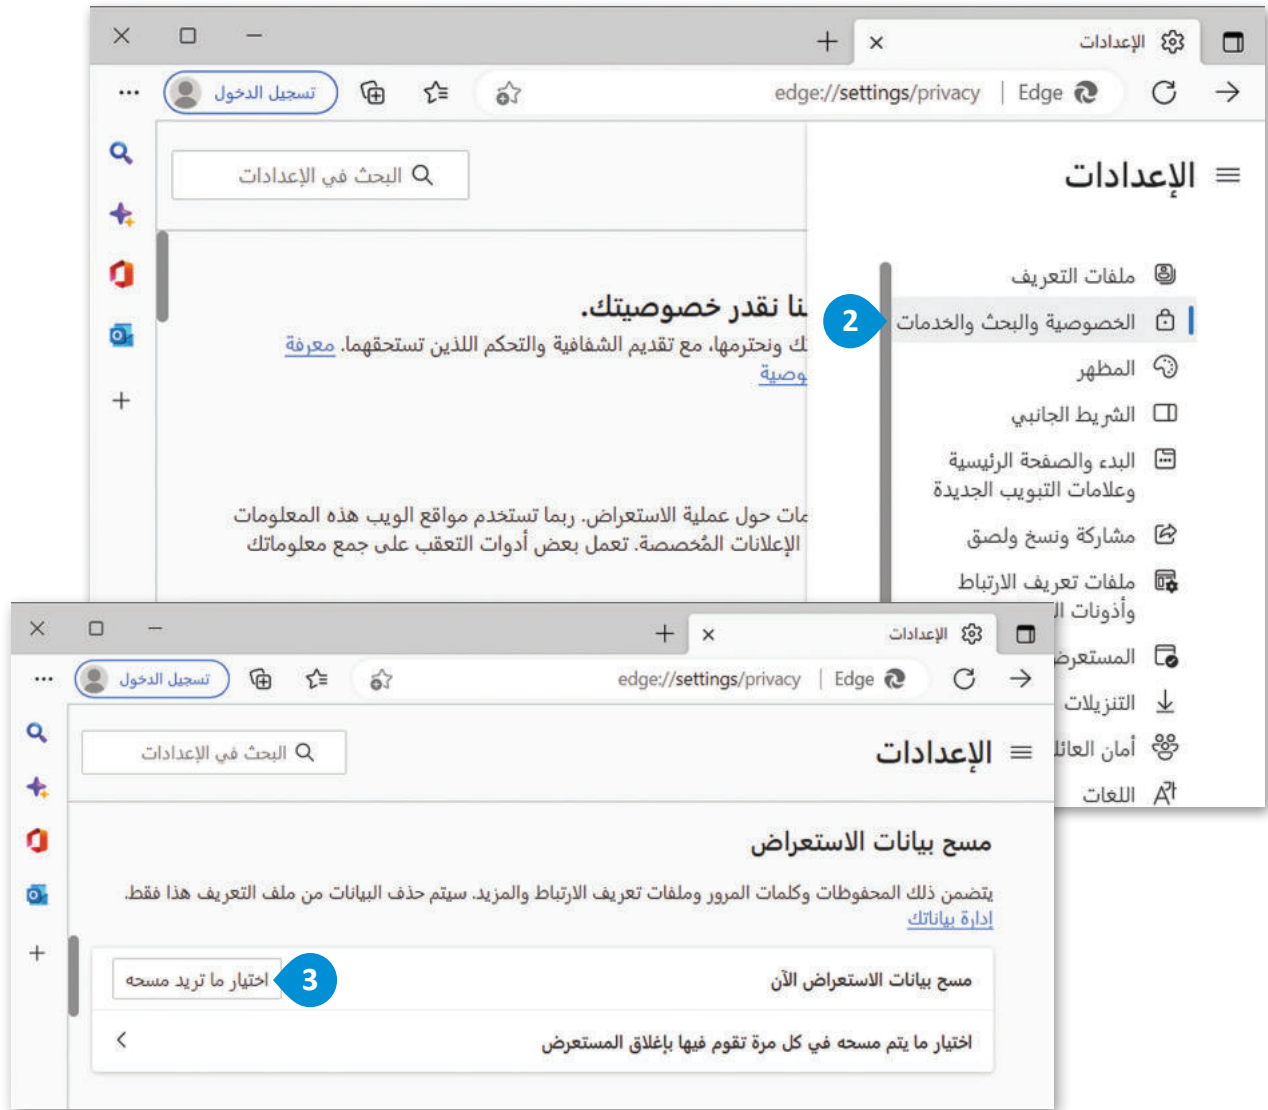 الإعدادات
edge://settings/privacy | Edge
تسجيل الدخول
الإعدادات
البحث في الإعدادات
ملفات التعريف
الخصوصية والبحث والخدمات
2
المظهر
الشريط الجانبي
البدء والصفحة الرئيسية
وعلامات التبويب الجديدة
مشاركة ونسخ ولصق
ملفات تعريف الارتباط
وأذونات
التنزيلات
اللغات
نقدر خصوصيتك.
ونحترمها، مع تقديم الشفافية والتحكم اللذين تستحقهما. معرفة
حول عملية الاستعراض. ربما تستخدم مواقع الويب هذه المعلومات
الإعلانات المُخصصة. تعمل بعض أدوات التعقب على جمع معلوماتك
الإعدادات
edge://settings/privacy | Edge
تسجيل الدخول
الإعدادات
البحث في الإعدادات
مسح بيانات الاستعراض
يتضمن ذلك المحفوظات وكلمات المرور وملفات تعريف الارتباط والمزيد. سيتم حذف البيانات من ملف التعريف هذا فقط.
إدارة بياناتك
مسح بيانات الاستعراض الآن
3
اختيار ما تريد مسحه
اختيار ما يتم مسحه في كل مرة تقوم فيها بإغلاق المستعرض